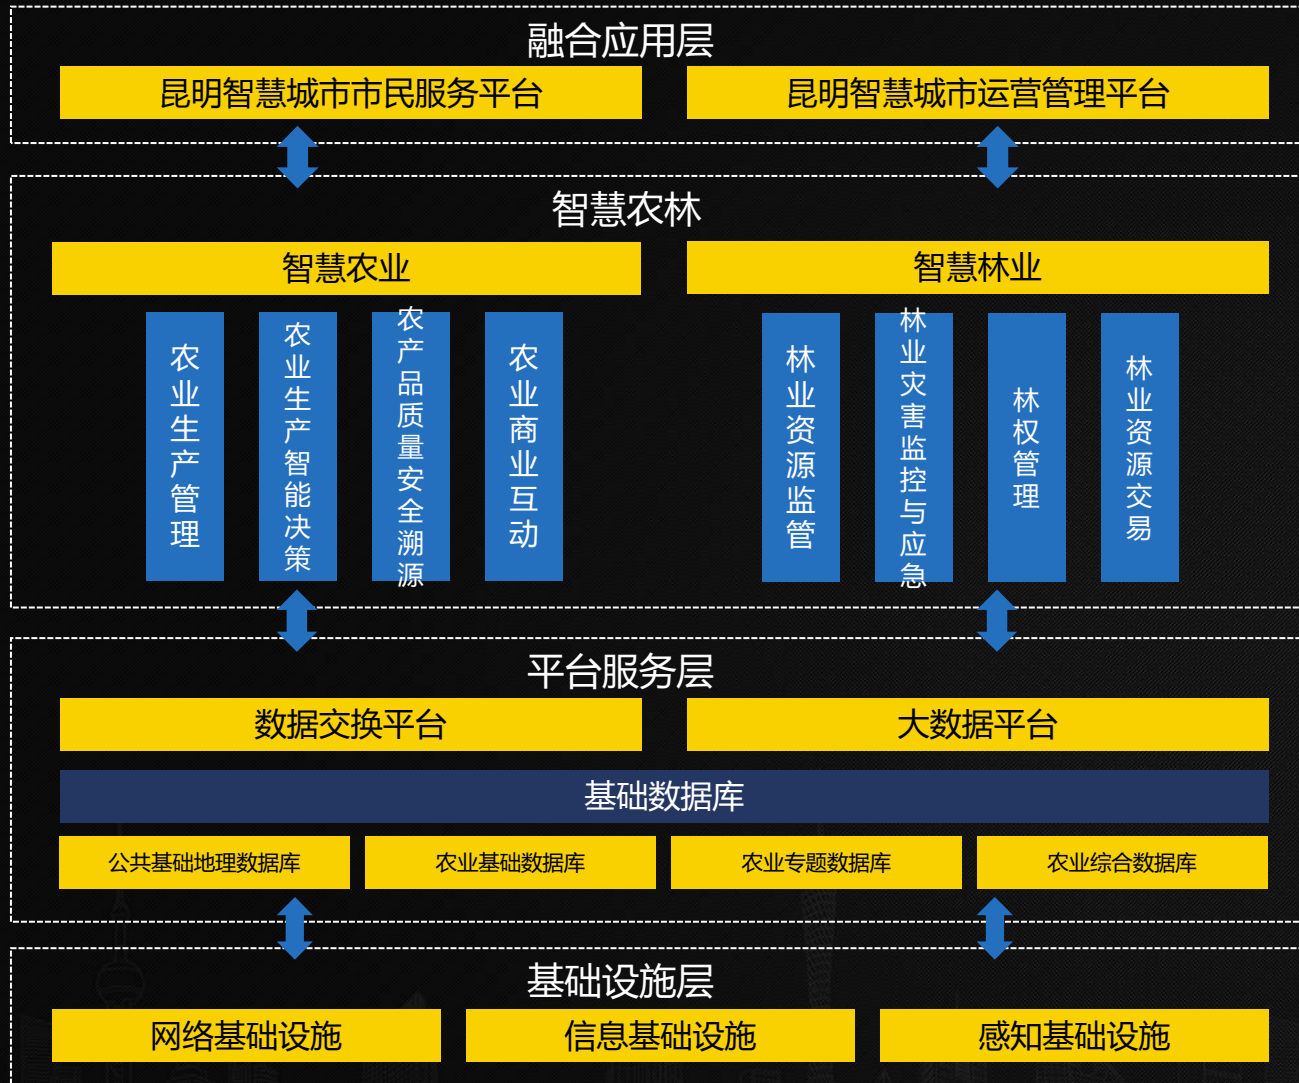 融合应用层
昆明智慧城市市民服务平台
昆明智慧城市运营管理平台
智慧农林
智慧农业
智慧林业
农业生产管理
农业生产智能决策
农产品质量安全溯源
农业商业互动
林业资源监管
林业灾害监控与应急
林权管理
林业资源交易
平台服务层
数据交换平台
大数据平台
基础数据库
公共基础地理数据库
农业基础数据库
农业专题数据库
农业综合数据库
基础设施层
网络基础设施
信息基础设施
感知基础设施